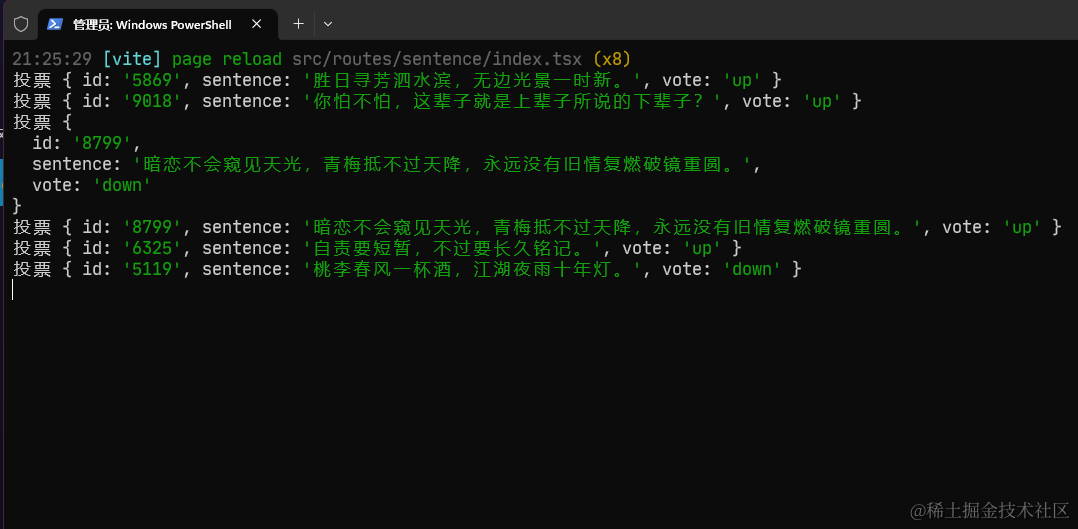 管理员: Windows PowerShell
21:25:29 [vite] page reload src/routes/sentence/index.tsx (x8)
投票 { id: '5869', sentence: '胜日寻芳泗水滨，无边光景一时新。', vote: 'up' }
投票 { id: '9018', sentence: '你怕不怕，这辈子就是上辈子所说的下辈子？', vote: 'up' }
投票 {
  id: '8799',
  sentence: '暗恋不会窥见天光，青梅抵不过天降，永远没有旧情复燃破镜重圆。',
  vote: 'down'
}
投票 { id: '8799', sentence: '暗恋不会窥见天光，青梅抵不过天降，永远没有旧情复燃破镜重圆。', vote: 'up' }
投票 { id: '6325', sentence: '自责要短暂，不过要长久铭记。', vote: 'up' }
投票 { id: '5119', sentence: '桃李春风一杯酒，江湖夜雨十年灯。', vote: 'down' }
@稀土掘金技术社区